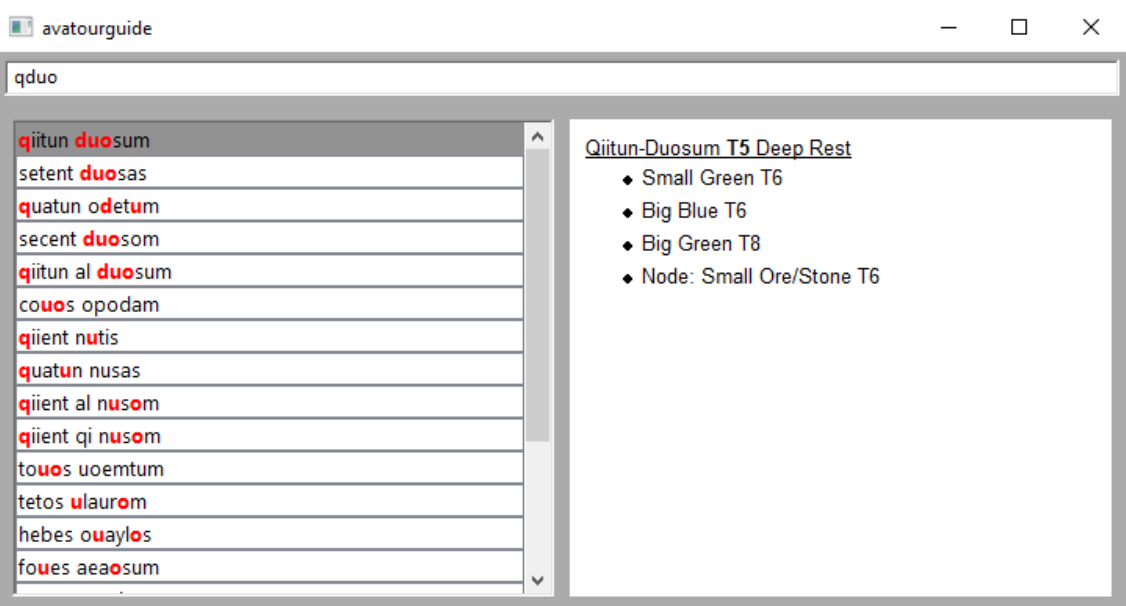 avatourguide
qduo
qiitun duosum
setent duosas
quatun odetum
secent duosom
qiitun al duosum
couos opodam
qiient nutis
quatun nusas
qiient al nusom
qiient qi nusom
touos uoemtum
tetos ulaurom
hebes ouaylos
foues aeaosum
Qiitun-Duosum T5 Deep Rest
Small Green T6
Big Blue T6
Big Green T8
Node: Small Ore/Stone T6